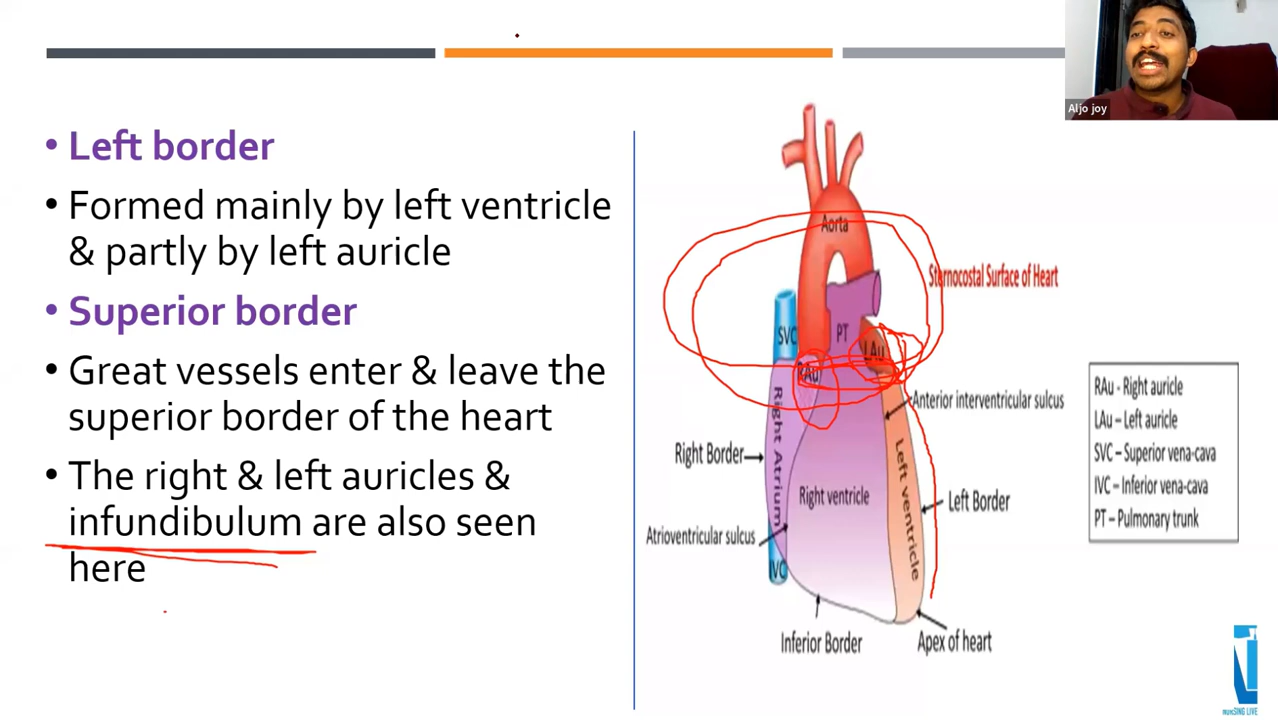 Aljo joy
• Left border
• Formed mainly by left ventricle
& partly by left auricle
• Superior border
• Great vessels enter & leave the
superior border of the heart
• The right & left auricles &
infundibulum are also seen
here
Aorta
Sternocostal Surface of Heart
SVC
PT
LAu
RAu
Anterior interventricular sulcus
Right Atrium
Right Border
Right ventricle
Left ventricle
Left Border
Atrioventricular sulcus
IVC
Inferior Border
Apex of heart
RAu - Right auricle
LAu – Left auricle
SVC – Superior vena-cava
IVC – Inferior vena-cava
PT – Pulmonary trunk
nurSING LIVE